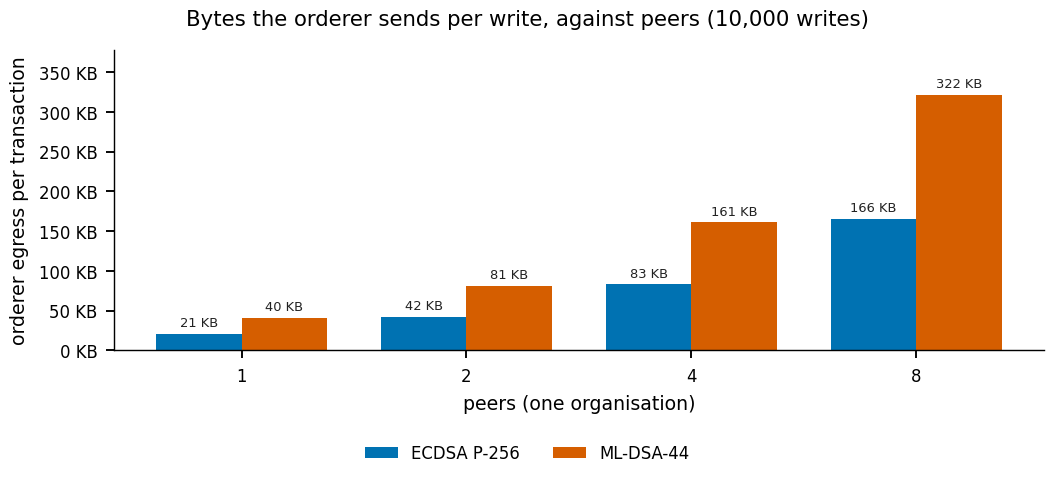 Bytes the orderer sends per write, against peers (10,000 writes)
orderer egress per transaction
350 KB
300 KB
250 KB
200 KB
150 KB
100 KB
50 KB
0 KB
21 KB
40 KB
42 KB
81 KB
83 KB
161 KB
166 KB
322 KB
1
2
4
8
peers (one organisation)
ECDSA P-256
ML-DSA-44